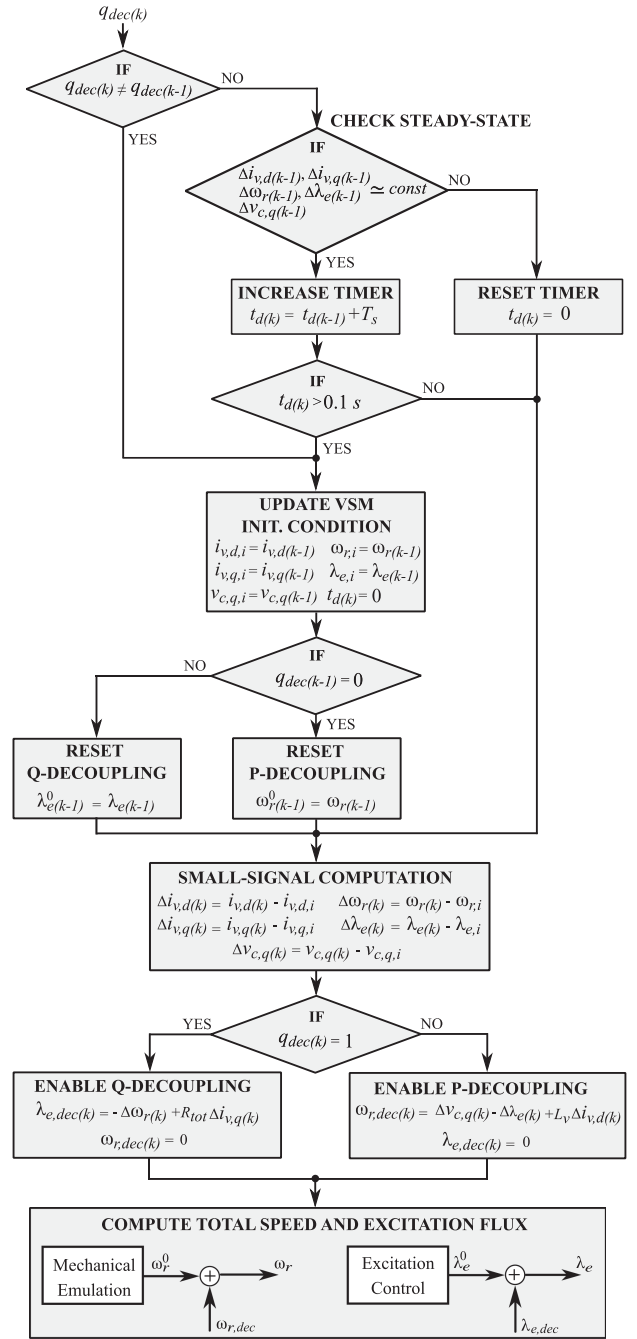 q_dec(k)
IF
q_dec(k) ≠ q_dec(k-1)
NO
YES
CHECK STEADY-STATE
IF
Δi_v,d(k-1), Δi_v,q(k-1)
Δω_r(k-1), Δλ_e(k-1) ≃ const
Δv_c,q(k-1)
NO
YES
INCREASE TIMER
t_d(k) = t_d(k-1) + T_s
RESET TIMER
t_d(k) = 0
IF
t_d(k) > 0.1 s
NO
YES
UPDATE VSM
INIT. CONDITION
i_v,d,i = i_v,d(k-1) ω_r,i = ω_r(k-1)
i_v,q,i = i_v,q(k-1) λ_e,i = λ_e(k-1)
v_c,q,i = v_c,q(k-1) t_d(k) = 0
IF
q_dec(k-1) = 0
NO
YES
RESET
Q-DECOUPLING
λ^0_e(k-1) = λ_e(k-1)
RESET
P-DECOUPLING
ω^0_r(k-1) = ω_r(k-1)
SMALL-SIGNAL COMPUTATION
Δi_v,d(k) = i_v,d(k) - i_v,d,i Δω_r(k) = ω_r(k) - ω_r,i
Δi_v,q(k) = i_v,q(k) - i_v,q,i Δλ_e(k) = λ_e(k) - λ_e,i
Δv_c,q(k) = v_c,q(k) - v_c,q,i
IF
q_dec(k) = 1
YES
NO
ENABLE Q-DECOUPLING
λ_e,dec(k) = - Δω_r(k) + R_tot Δi_v,q(k)
ω_r,dec(k) = 0
ENABLE P-DECOUPLING
ω_r,dec(k) = Δv_c,q(k) - Δλ_e(k) + L_v Δi_v,d(k)
λ_e,dec(k) = 0
COMPUTE TOTAL SPEED AND EXCITATION FLUX
Mechanical
Emulation
ω^0_r
+
ω_r
ω_r,dec
Excitation
Control
λ^0_e
+
λ_e
λ_e,dec